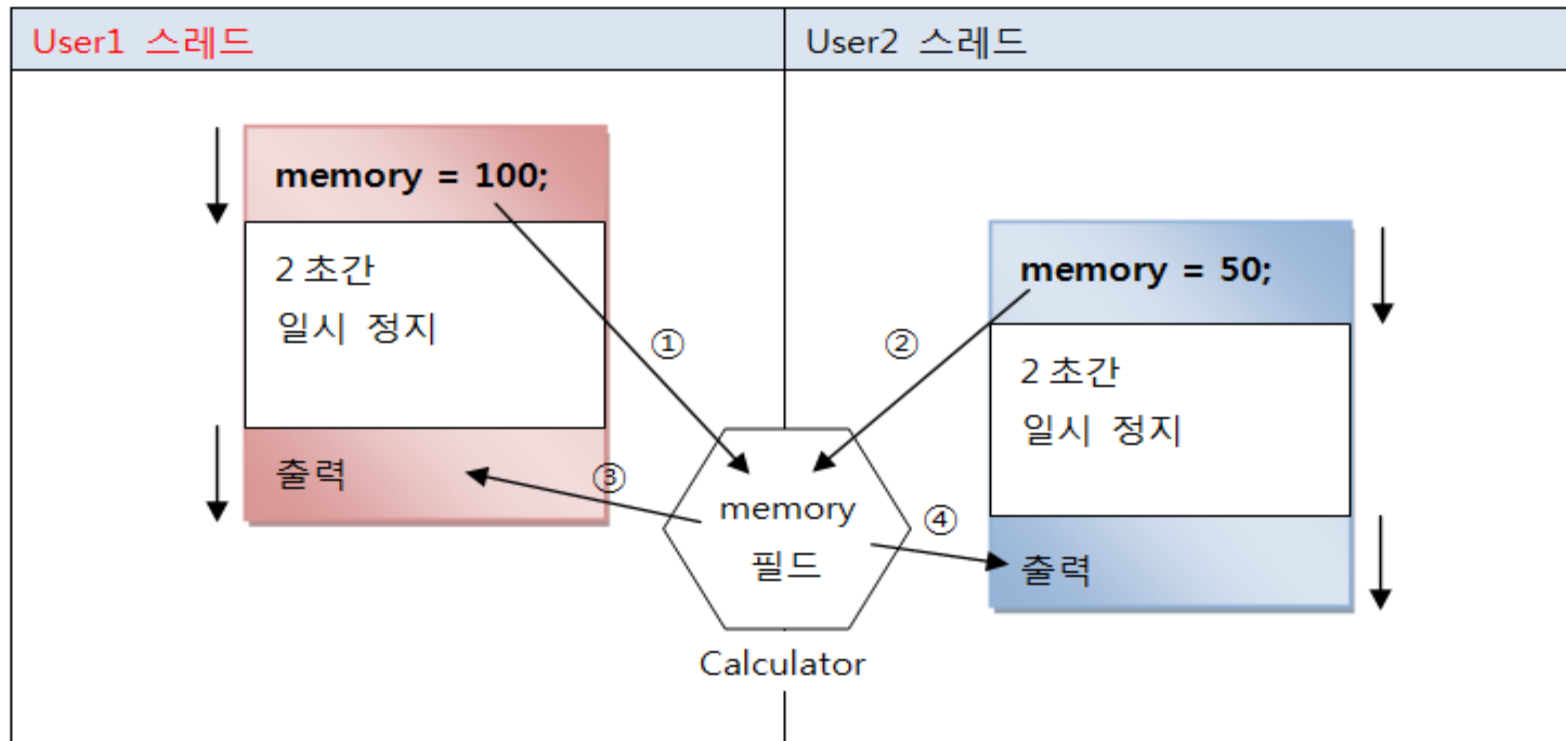 User1 스레드
User2 스레드
memory = 100;
2 초간
일시 정지
출력
①
②
③
④
memory = 50;
2 초간
일시 정지
출력
memory
필드
Calculator